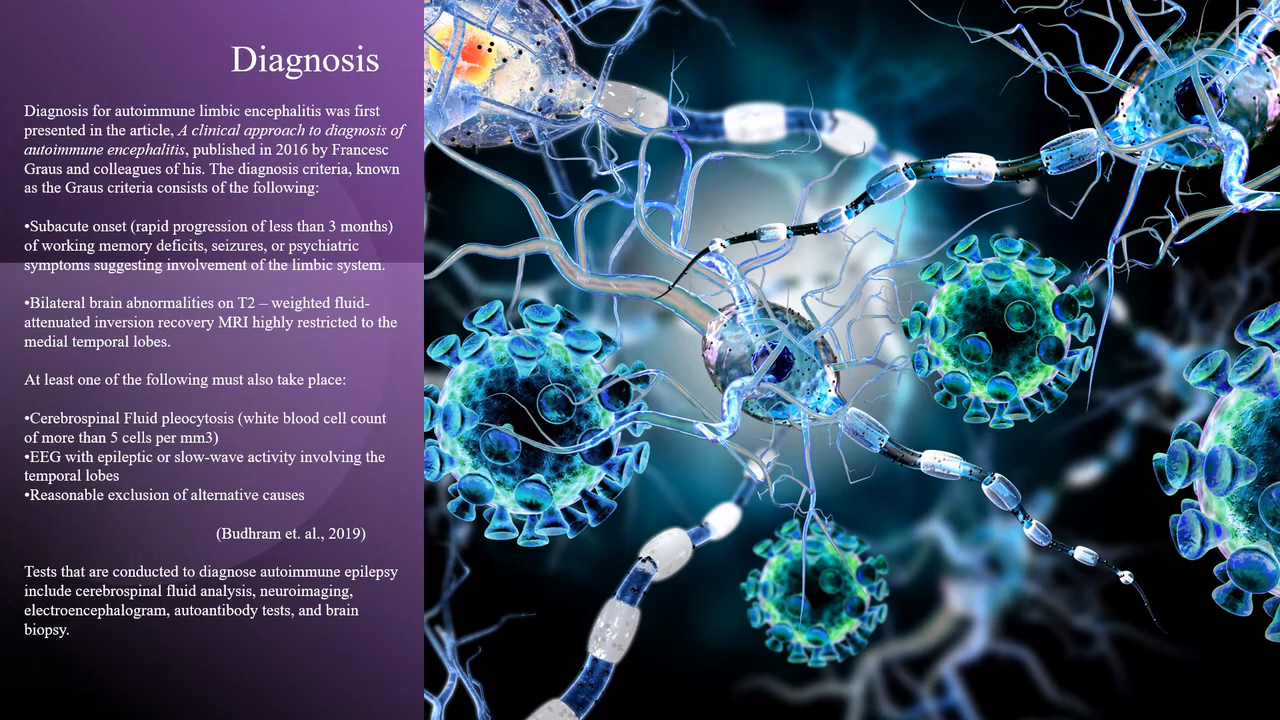 Diagnosis
Diagnosis for autoimmune limbic encephalitis was first
presented in the article, A clinical approach to diagnosis of
autoimmune encephalitis, published in 2016 by Francesc
Graus and colleagues of his. The diagnosis criteria, known
as the Graus criteria consists of the following:
•Subacute onset (rapid progression of less than 3 months)
of working memory deficits, seizures, or psychiatric
symptoms suggesting involvement of the limbic system.
•Bilateral brain abnormalities on T2 – weighted fluid-
attenuated inversion recovery MRI highly restricted to the
medial temporal lobes.
At least one of the following must also take place:
•Cerebrospinal Fluid pleocytosis (white blood cell count
of more than 5 cells per mm3)
•EEG with epileptic or slow-wave activity involving the
temporal lobes
•Reasonable exclusion of alternative causes
(Budhram et. al., 2019)
Tests that are conducted to diagnose autoimmune epilepsy
include cerebrospinal fluid analysis, neuroimaging,
electroencephalogram, autoantibody tests, and brain
biopsy.